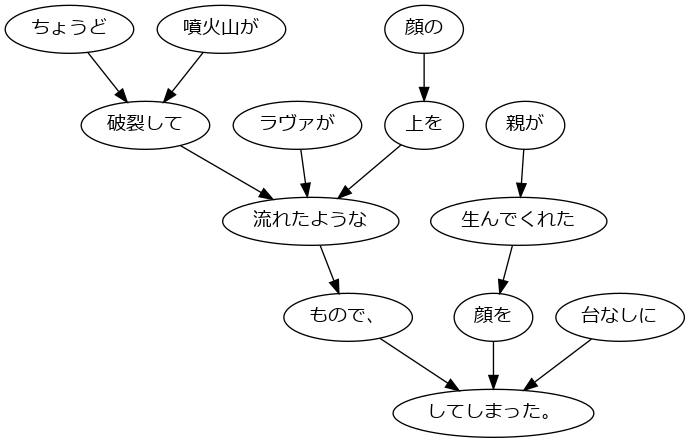 ちょうど 噴火山が 顔の
破裂して ラヴァが 上を 親が
流れたような 生んでくれた
もので、 顔を 台なしに
してしまった。